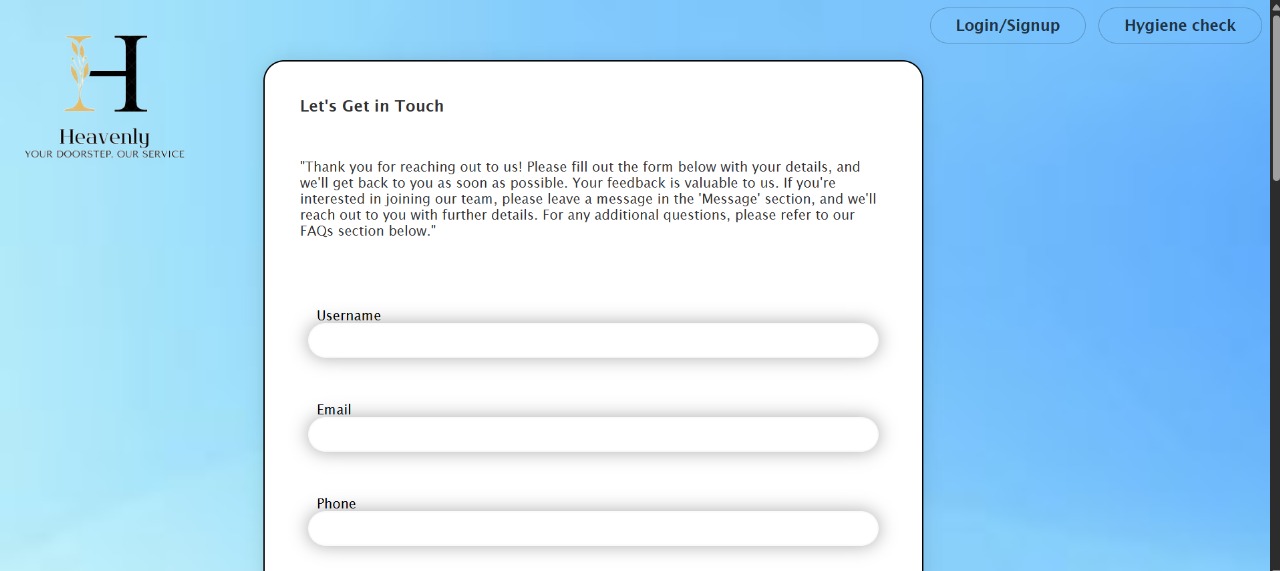 Login/Signup
Hygiene check
H
Heavenly
YOUR DOORSTEP. OUR SERVICE
Let's Get in Touch
"Thank you for reaching out to us! Please fill out the form below with your details, and
we'll get back to you as soon as possible. Your feedback is valuable to us. If you're
interested in joining our team, please leave a message in the 'Message' section, and we'll
reach out to you with further details. For any additional questions, please refer to our
FAQs section below."
Username
Email
Phone